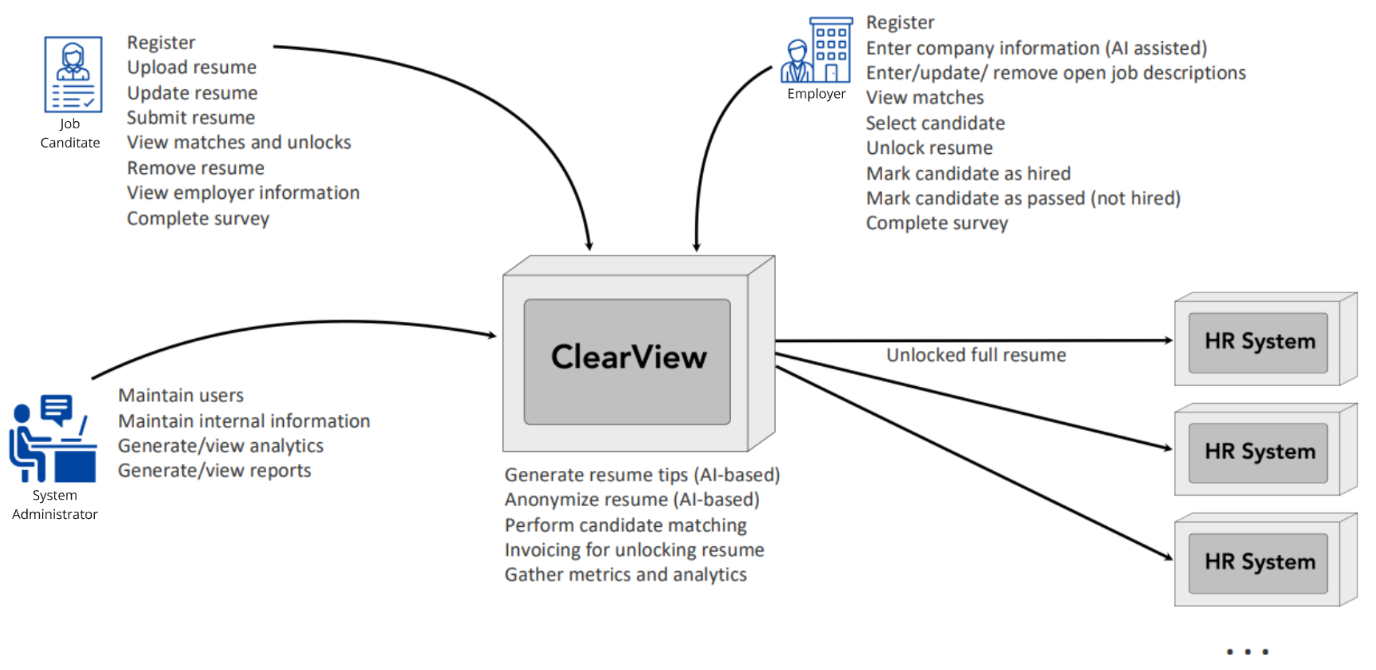 Job
Canditate
Register
Upload resume
Update resume
Submit resume
View matches and unlocks
Remove resume
View employer information
Complete survey
Employer
Register
Enter company information (AI assisted)
Enter/update/ remove open job descriptions
View matches
Select candidate
Unlock resume
Mark candidate as hired
Mark candidate as passed (not hired)
Complete survey
System
Administrator
Maintain users
Maintain internal information
Generate/view analytics
Generate/view reports
ClearView
Generate resume tips (AI-based)
Anonymize resume (AI-based)
Perform candidate matching
Invoicing for unlocking resume
Gather metrics and analytics
Unlocked full resume
HR System
HR System
HR System
...